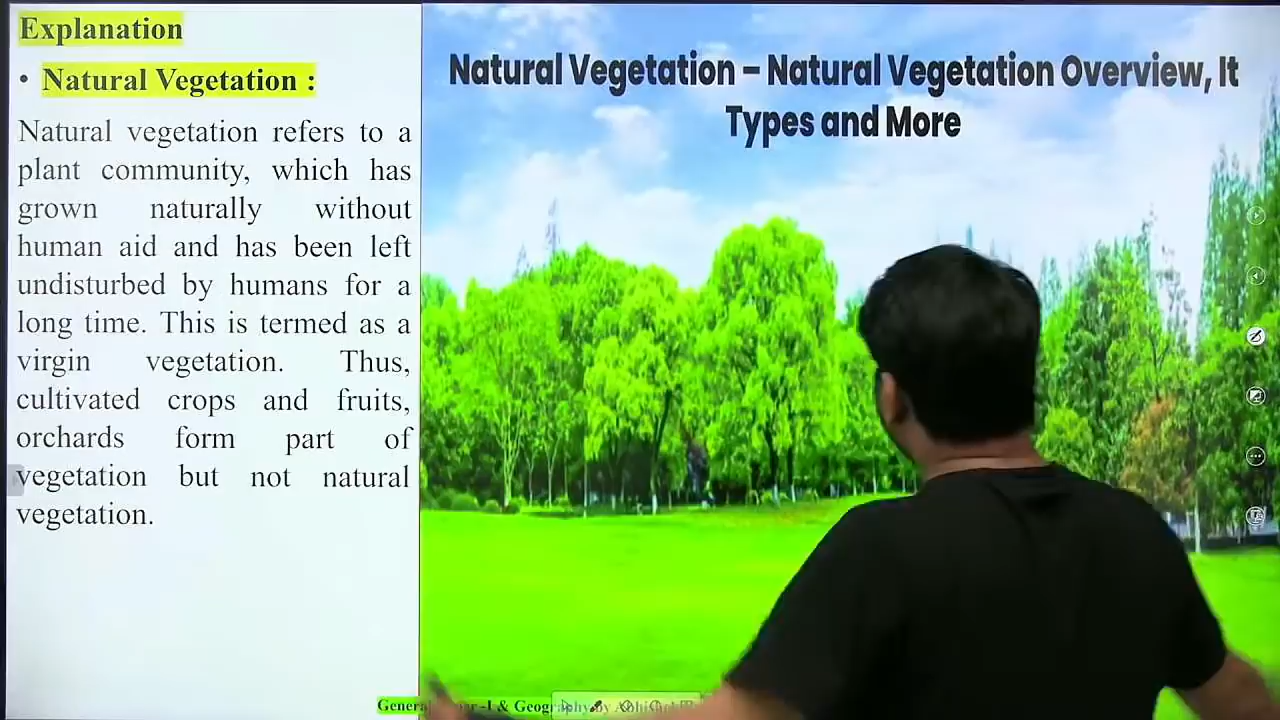 Explanation
• Natural Vegetation :
Natural vegetation refers to a
plant community, which has
grown naturally without
human aid and has been left
undisturbed by humans for a
long time. This is termed as a
virgin vegetation. Thus,
cultivated crops and fruits,
orchards form part of
vegetation but not natural
vegetation.
Natural Vegetation – Natural Vegetation Overview, It
Types and More
-I & Geography by